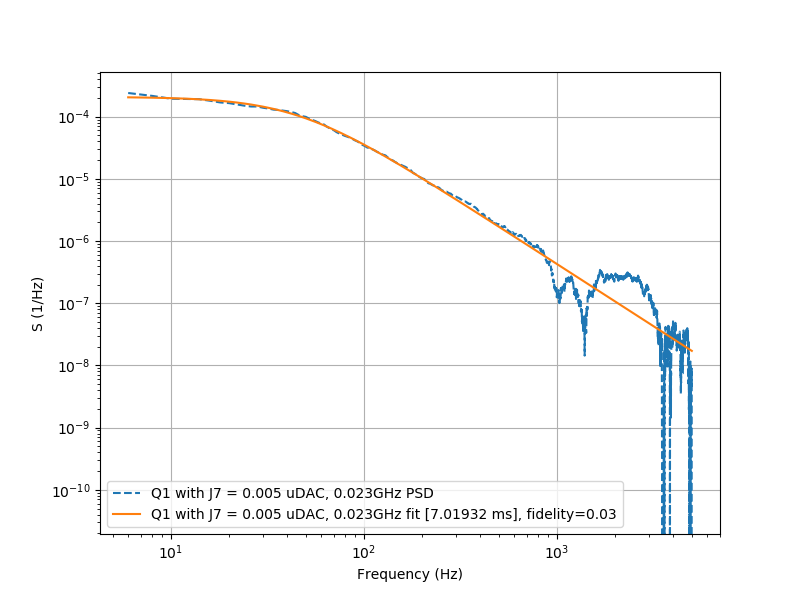 10⁻⁴
10⁻⁵
10⁻⁶
10⁻⁷
10⁻⁸
10⁻⁹
10⁻¹⁰
S (1/Hz)
Q1 with J7 = 0.005 uDAC, 0.023GHz PSD
Q1 with J7 = 0.005 uDAC, 0.023GHz fit [7.01932 ms], fidelity=0.03
10¹ 10² 10³
Frequency (Hz)